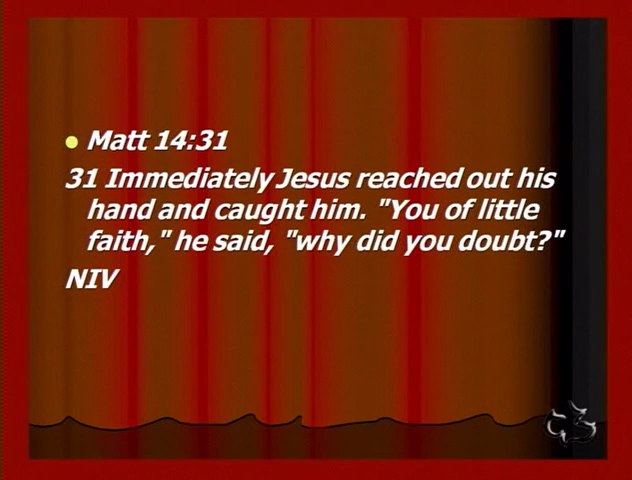 Matt 14:31
31 Immediately Jesus reached out his
hand and caught him. "You of little
faith," he said, "why did you doubt?"
NIV